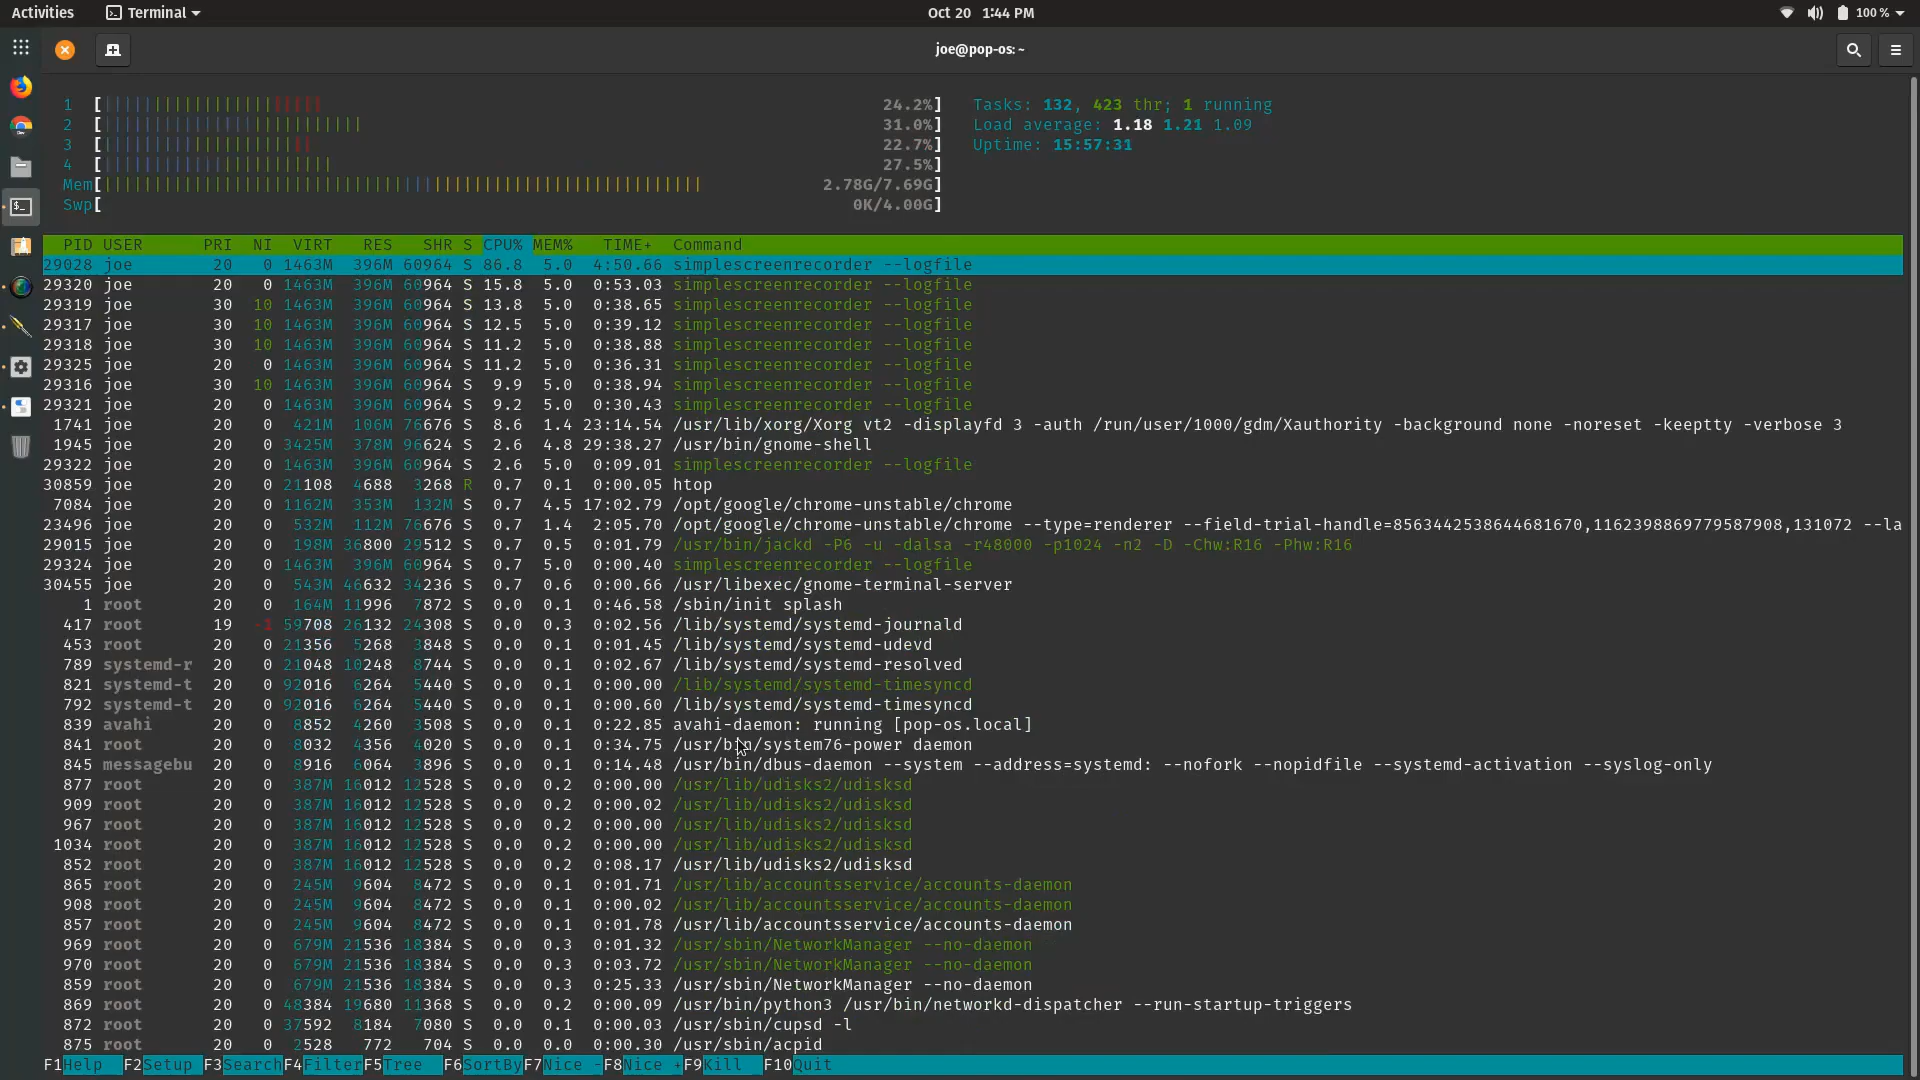 Activities Terminal Oct 20 1:44 PM 100 %
joe@pop-os: ~
1 [ 24.2%] Tasks: 132, 423 thr; 1 running
2 [ 31.0%] Load average: 1.18 1.21 1.09
3 [ 22.7%] Uptime: 15:57:31
4 [ 27.5%]
Mem[ 2.78G/7.69G]
Swp[ 0K/4.00G]
PID USER PRI NI VIRT RES SHR S CPU% MEM% TIME+ Command
29028 joe 20 0 1463M 396M 60964 S 86.8 5.0 4:50.66 simplescreenrecorder --logfile
29320 joe 20 0 1463M 396M 60964 S 15.8 5.0 0:53.03 simplescreenrecorder --logfile
29319 joe 30 10 1463M 396M 60964 S 13.8 5.0 0:38.65 simplescreenrecorder --logfile
29317 joe 30 10 1463M 396M 60964 S 12.5 5.0 0:39.12 simplescreenrecorder --logfile
29318 joe 30 10 1463M 396M 60964 S 11.2 5.0 0:38.88 simplescreenrecorder --logfile
29325 joe 20 0 1463M 396M 60964 S 11.2 5.0 0:36.31 simplescreenrecorder --logfile
29316 joe 30 10 1463M 396M 60964 S 9.9 5.0 0:38.94 simplescreenrecorder --logfile
29321 joe 20 0 1463M 396M 60964 S 9.2 5.0 0:30.43 simplescreenrecorder --logfile
1741 joe 20 0 421M 106M 76676 S 8.6 1.4 23:14.54 /usr/lib/xorg/Xorg vt2 -displayfd 3 -auth /run/user/1000/gdm/Xauthority -background none -noreset -keeptty -verbose 3
1945 joe 20 0 3425M 378M 96624 S 2.6 4.8 29:38.27 /usr/bin/gnome-shell
29322 joe 20 0 1463M 396M 60964 S 2.6 5.0 0:09.01 simplescreenrecorder --logfile
30859 joe 20 0 21108 4688 3268 R 0.7 0.1 0:00.05 htop
7084 joe 20 0 1162M 353M 132M S 0.7 4.5 17:02.79 /opt/google/chrome-unstable/chrome
23496 joe 20 0 532M 112M 76676 S 0.7 1.4 2:05.70 /opt/google/chrome-unstable/chrome --type=renderer --field-trial-handle=8563442538644681670,1162398869779587908,131072 --la
29015 joe 20 0 198M 36800 29512 S 0.7 0.5 0:01.79 /usr/bin/jackd -P6 -u -dalsa -r48000 -p1024 -n2 -D -Chw:R16 -Phw:R16
29324 joe 20 0 1463M 396M 60964 S 0.7 5.0 0:00.40 simplescreenrecorder --logfile
30455 joe 20 0 543M 46632 34236 S 0.7 0.6 0:00.66 /usr/libexec/gnome-terminal-server
1 root 20 0 164M 11996 7872 S 0.0 0.1 0:46.58 /sbin/init splash
417 root 19 -1 59708 26132 24308 S 0.0 0.3 0:02.56 /lib/systemd/systemd-journald
453 root 20 0 21356 5268 3848 S 0.0 0.1 0:01.45 /lib/systemd/systemd-udevd
789 systemd-r 20 0 21048 10248 8744 S 0.0 0.1 0:02.67 /lib/systemd/systemd-resolved
821 systemd-t 20 0 92016 6264 5440 S 0.0 0.1 0:00.00 /lib/systemd/systemd-timesyncd
792 systemd-t 20 0 92016 6264 5440 S 0.0 0.1 0:00.60 /lib/systemd/systemd-timesyncd
839 avahi 20 0 8852 4260 3508 S 0.0 0.1 0:22.85 avahi-daemon: running [pop-os.local]
841 root 20 0 8032 4356 4020 S 0.0 0.1 0:34.75 /usr/bin/system76-power daemon
845 messagebu 20 0 8916 6064 3896 S 0.0 0.1 0:14.48 /usr/bin/dbus-daemon --system --address=systemd: --nofork --nopidfile --systemd-activation --syslog-only
877 root 20 0 387M 16012 12528 S 0.0 0.2 0:00.00 /usr/lib/udisks2/udisksd
909 root 20 0 387M 16012 12528 S 0.0 0.2 0:00.02 /usr/lib/udisks2/udisksd
967 root 20 0 387M 16012 12528 S 0.0 0.2 0:00.00 /usr/lib/udisks2/udisksd
1034 root 20 0 387M 16012 12528 S 0.0 0.2 0:00.00 /usr/lib/udisks2/udisksd
852 root 20 0 387M 16012 12528 S 0.0 0.2 0:08.17 /usr/lib/udisks2/udisksd
865 root 20 0 245M 9604 8472 S 0.0 0.1 0:01.71 /usr/lib/accountsservice/accounts-daemon
908 root 20 0 245M 9604 8472 S 0.0 0.1 0:00.02 /usr/lib/accountsservice/accounts-daemon
857 root 20 0 245M 9604 8472 S 0.0 0.1 0:01.78 /usr/lib/accountsservice/accounts-daemon
969 root 20 0 679M 21536 18384 S 0.0 0.3 0:01.32 /usr/sbin/NetworkManager --no-daemon
970 root 20 0 679M 21536 18384 S 0.0 0.3 0:03.72 /usr/sbin/NetworkManager --no-daemon
859 root 20 0 679M 21536 18384 S 0.0 0.3 0:25.33 /usr/sbin/NetworkManager --no-daemon
869 root 20 0 48384 19680 11368 S 0.0 0.2 0:00.09 /usr/bin/python3 /usr/bin/networkd-dispatcher --run-startup-triggers
872 root 20 0 37592 8184 7080 S 0.0 0.1 0:00.03 /usr/sbin/cupsd -l
875 root 20 0 2528 772 704 S 0.0 0.0 0:00.30 /usr/sbin/acpid
F1Help F2Setup F3SearchF4FilterF5Tree F6SortByF7Nice -F8Nice +F9Kill F10Quit